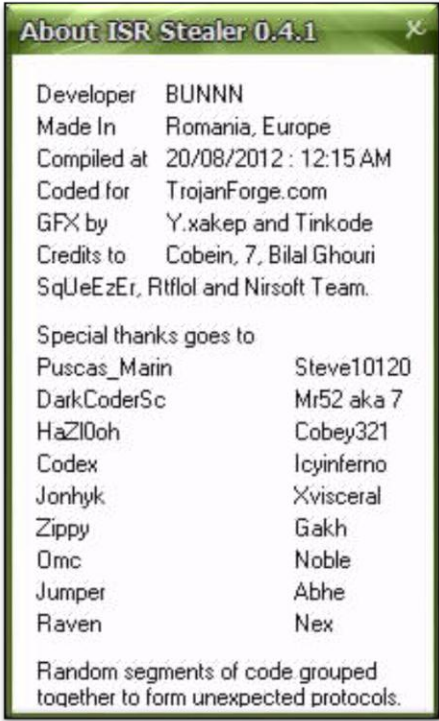 About ISR Stealer 0.4.1
Developer BUNNN
Made In Romania, Europe
Compiled at 20/08/2012 : 12:15 AM
Coded for TrojanForge.com
GFX by Y.xakep and Tinkode
Credits to Cobein, 7, Bilal Ghouri
SqUeEzEr, Rtflol and Nirsoft Team.
Special thanks goes to
Puscas_Marin Steve10120
DarkCoderSc Mr52 aka 7
HaZl0oh Cobey321
Codex Icyinferno
Jonhyk Xvisceral
Zippy Gakh
Omc Noble
Jumper Abhe
Raven Nex
Random segments of code grouped
together to form unexpected protocols.